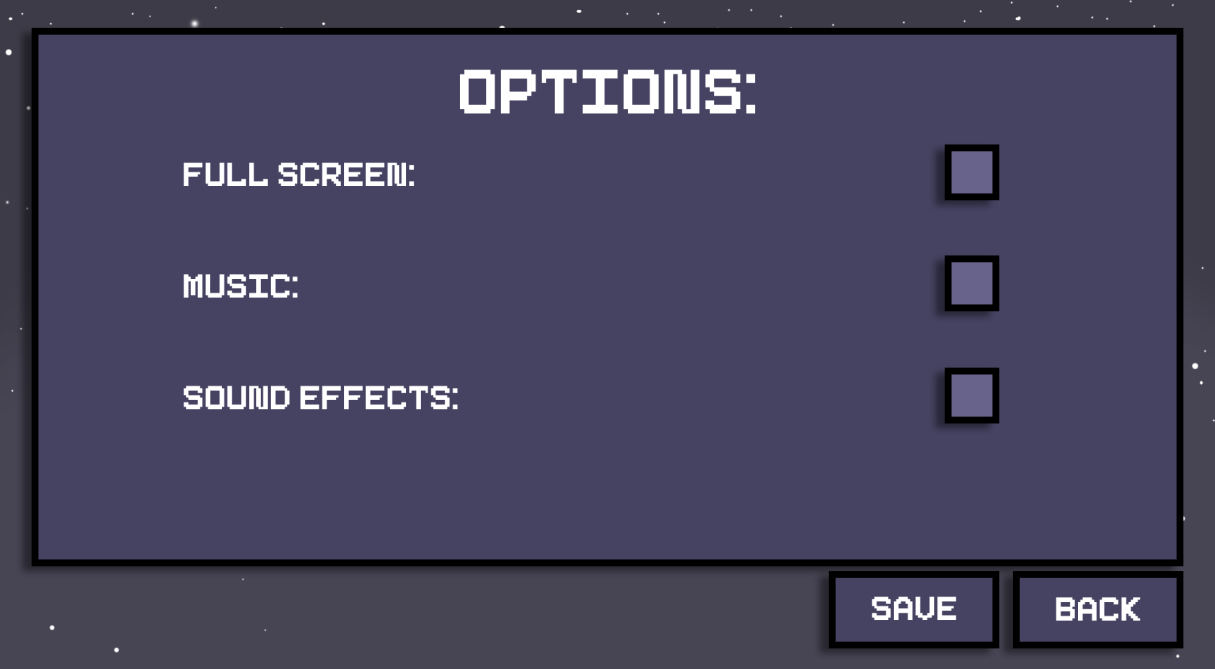 OPTIONS:
FULL SCREEN:
MUSIC:
SOUND EFFECTS:
SAVE
BACK